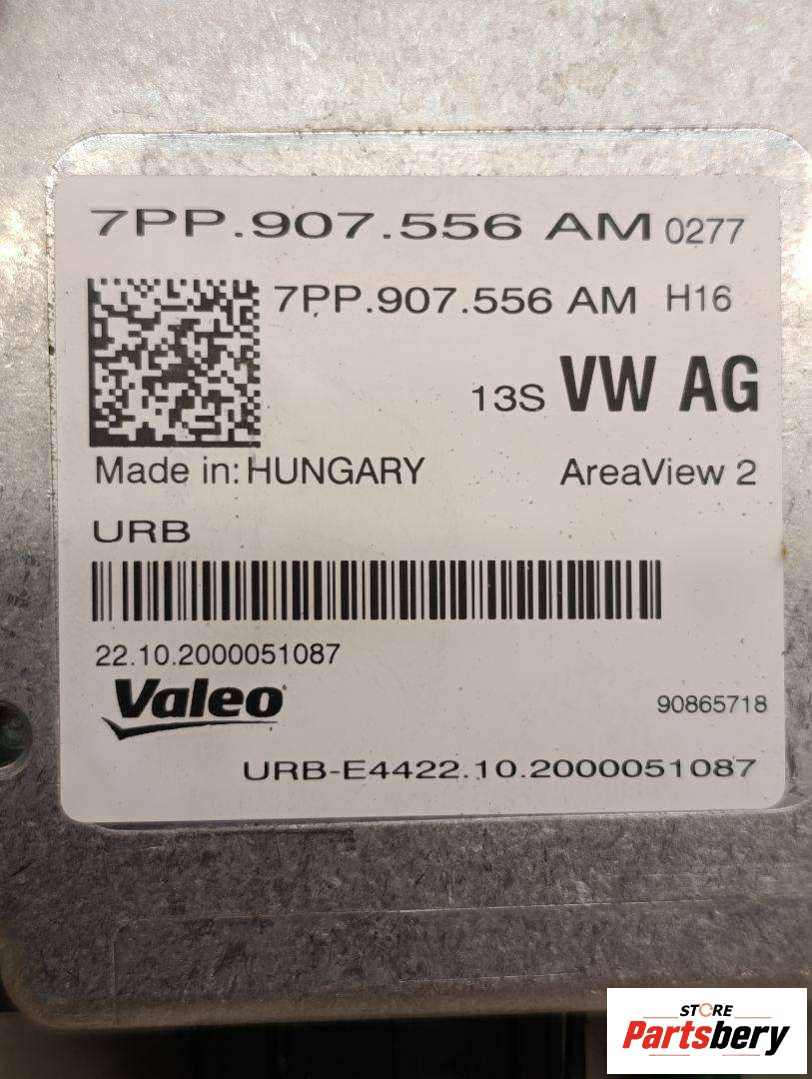 7PP.907.556 AM 0277
7PP.907.556 AM H16
13S VW AG
Made in: HUNGARY AreaView 2
URB
22.10.2000051087
Valeo 90865718
URB-E4422.10.2000051087
STORE
Partsbery